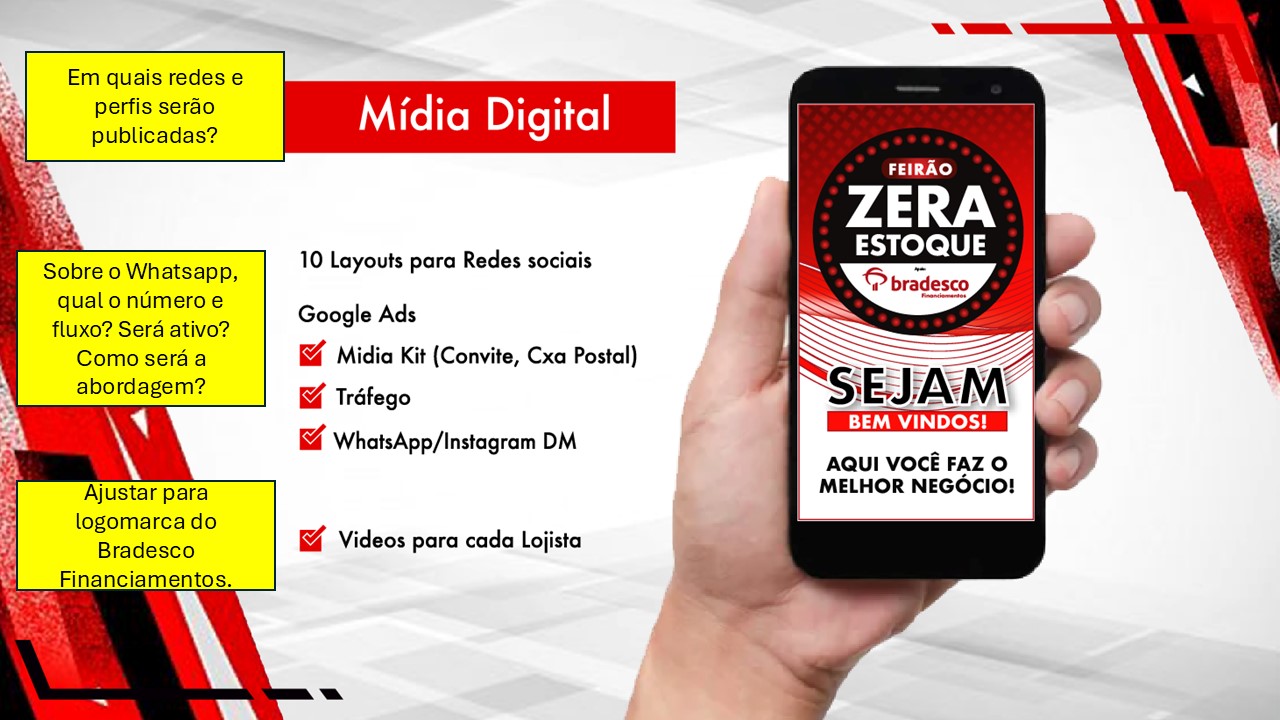 Em quais redes e
perfis serão
publicadas?
Mídia Digital
Sobre o Whatsapp,
qual o número e
fluxo? Será ativo?
Como será a
abordagem?
Ajustar para
logomarca do
Bradesco
Financiamentos.
10 Layouts para Redes sociais
Google Ads
Midia Kit (Convite, Cxa Postal)
Tráfego
WhatsApp/Instagram DM
Videos para cada Lojista
FEIRÃO
ZERA
ESTOQUE
Apoio:
bradesco
Financiamentos
SEJAM
BEM VINDOS!
AQUI VOCÊ FAZ O
MELHOR NEGÓCIO!